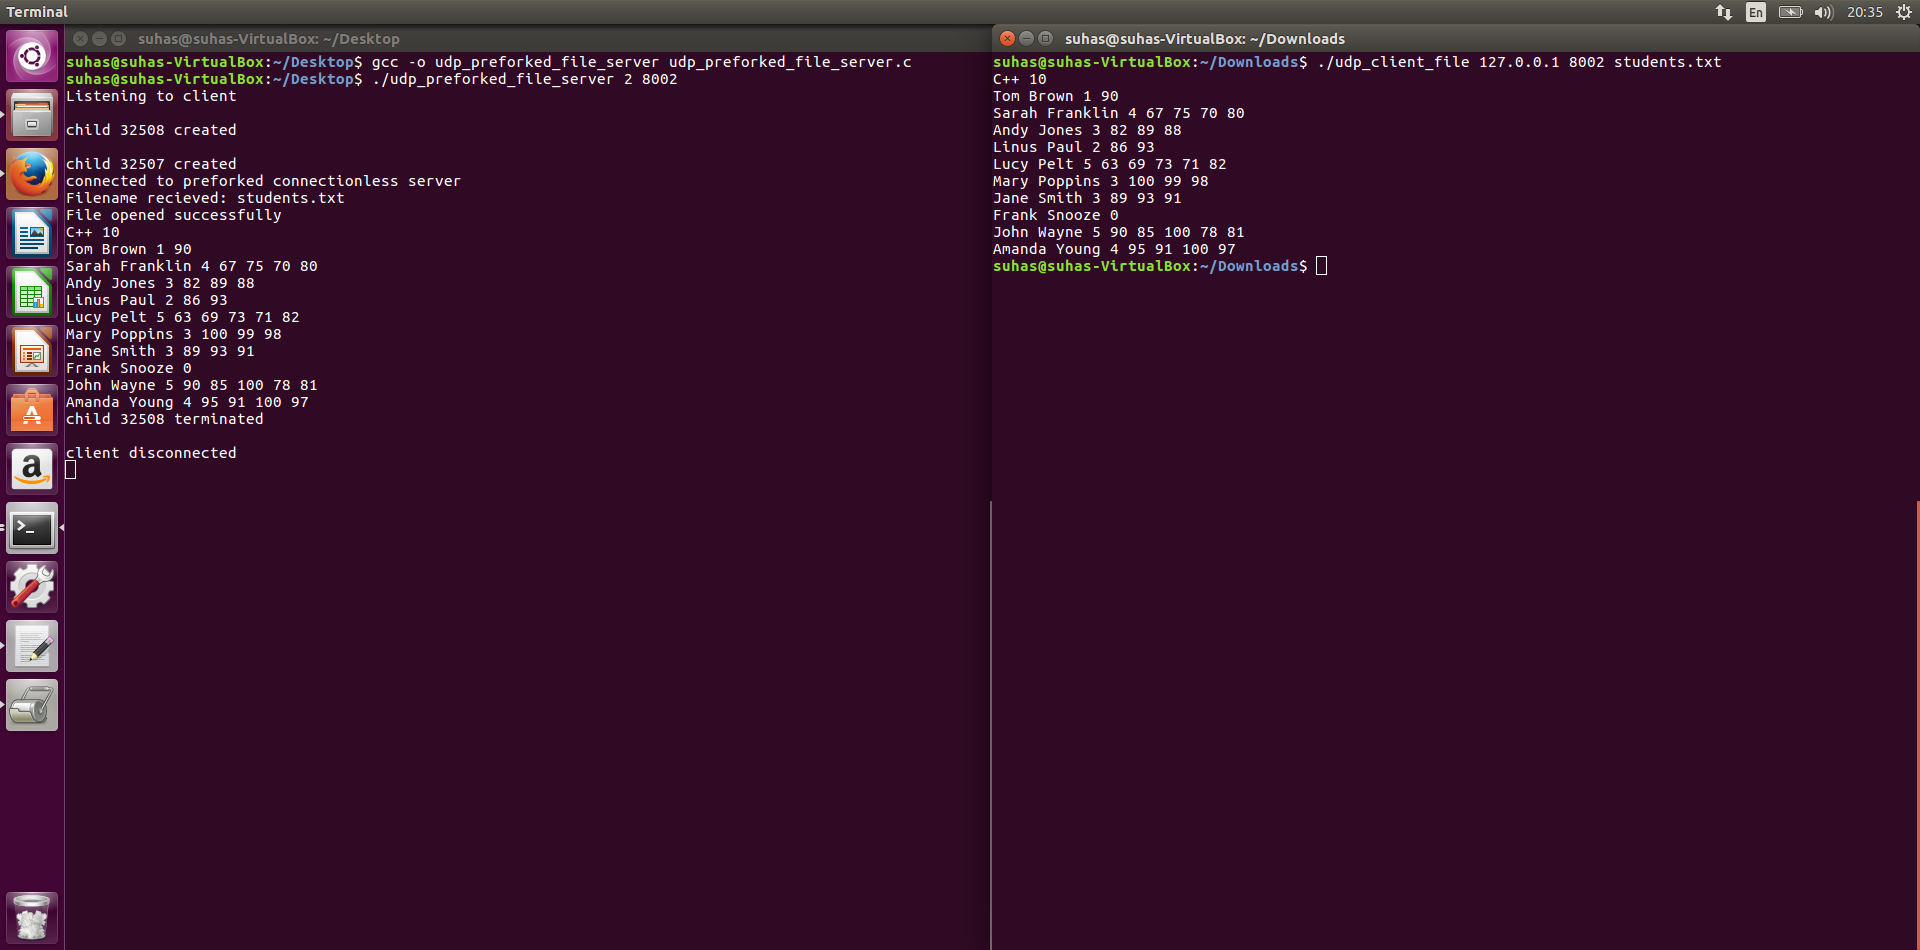 Terminal
En
20:35
suhas@suhas-VirtualBox: ~/Desktop
suhas@suhas-VirtualBox:~/Desktop$ gcc -o udp_preforked_file_server udp_preforked_file_server.c
suhas@suhas-VirtualBox:~/Desktop$ ./udp_preforked_file_server 2 8002
Listening to client
child 32508 created
child 32507 created
connected to preforked connectionless server
Filename recieved: students.txt
File opened successfully
C++ 10
Tom Brown 1 90
Sarah Franklin 4 67 75 70 80
Andy Jones 3 82 89 88
Linus Paul 2 86 93
Lucy Pelt 5 63 69 73 71 82
Mary Poppins 3 100 99 98
Jane Smith 3 89 93 91
Frank Snooze 0
John Wayne 5 90 85 100 78 81
Amanda Young 4 95 91 100 97
child 32508 terminated
client disconnected
suhas@suhas-VirtualBox: ~/Downloads
suhas@suhas-VirtualBox:~/Downloads$ ./udp_client_file 127.0.0.1 8002 students.txt
C++ 10
Tom Brown 1 90
Sarah Franklin 4 67 75 70 80
Andy Jones 3 82 89 88
Linus Paul 2 86 93
Lucy Pelt 5 63 69 73 71 82
Mary Poppins 3 100 99 98
Jane Smith 3 89 93 91
Frank Snooze 0
John Wayne 5 90 85 100 78 81
Amanda Young 4 95 91 100 97
suhas@suhas-VirtualBox:~/Downloads$